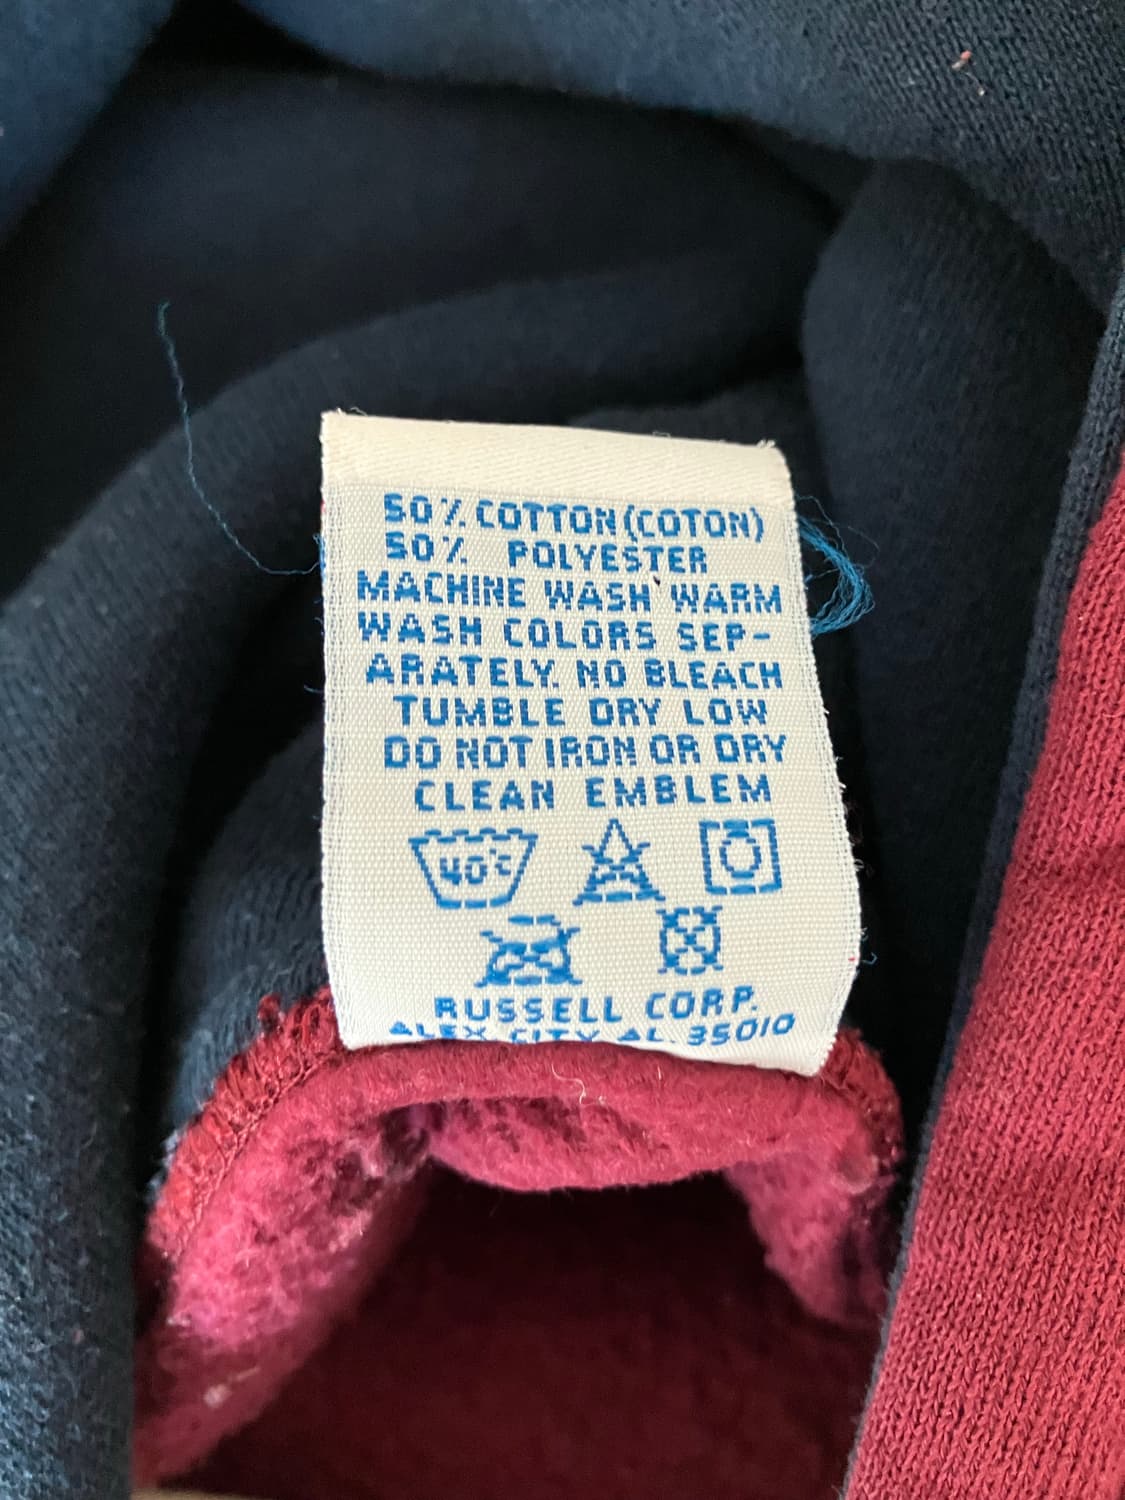 50% COTTON (COTON)
50% POLYESTER
MACHINE WASH WARM
WASH COLORS SEP-
ARATELY. NO BLEACH
TUMBLE DRY LOW
DO NOT IRON OR DRY
CLEAN EMBLEM
40°C
RUSSELL CORP.
ALEX CITY AL. 35010